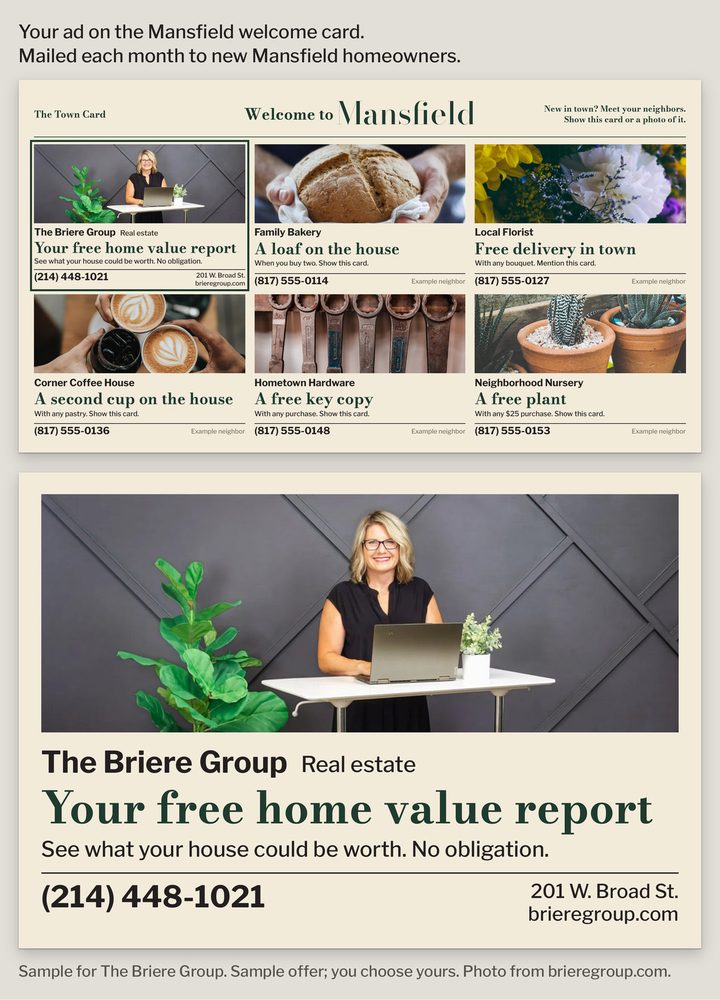 Your ad on the Mansfield welcome card.
Mailed each month to new Mansfield homeowners.
The Town Card
Welcome to Mansfield
New in town? Meet your neighbors.
Show this card or a photo of it.
The Briere Group Real estate
Your free home value report
See what your house could be worth. No obligation.
(214) 448-1021
201 W. Broad St.
brieregroup.com
Family Bakery
A loaf on the house
When you buy two. Show this card.
(817) 555-0114
Example neighbor
Local Florist
Free delivery in town
With any bouquet. Mention this card.
(817) 555-0127
Example neighbor
Corner Coffee House
A second cup on the house
With any pastry. Show this card.
(817) 555-0136
Example neighbor
Hometown Hardware
A free key copy
With any purchase. Show this card.
(817) 555-0148
Example neighbor
Neighborhood Nursery
A free plant
With any $25 purchase. Show this card.
(817) 555-0153
Example neighbor
The Briere Group Real estate
Your free home value report
See what your house could be worth. No obligation.
(214) 448-1021
201 W. Broad St.
brieregroup.com
Sample for The Briere Group. Sample offer; you choose yours. Photo from brieregroup.com.